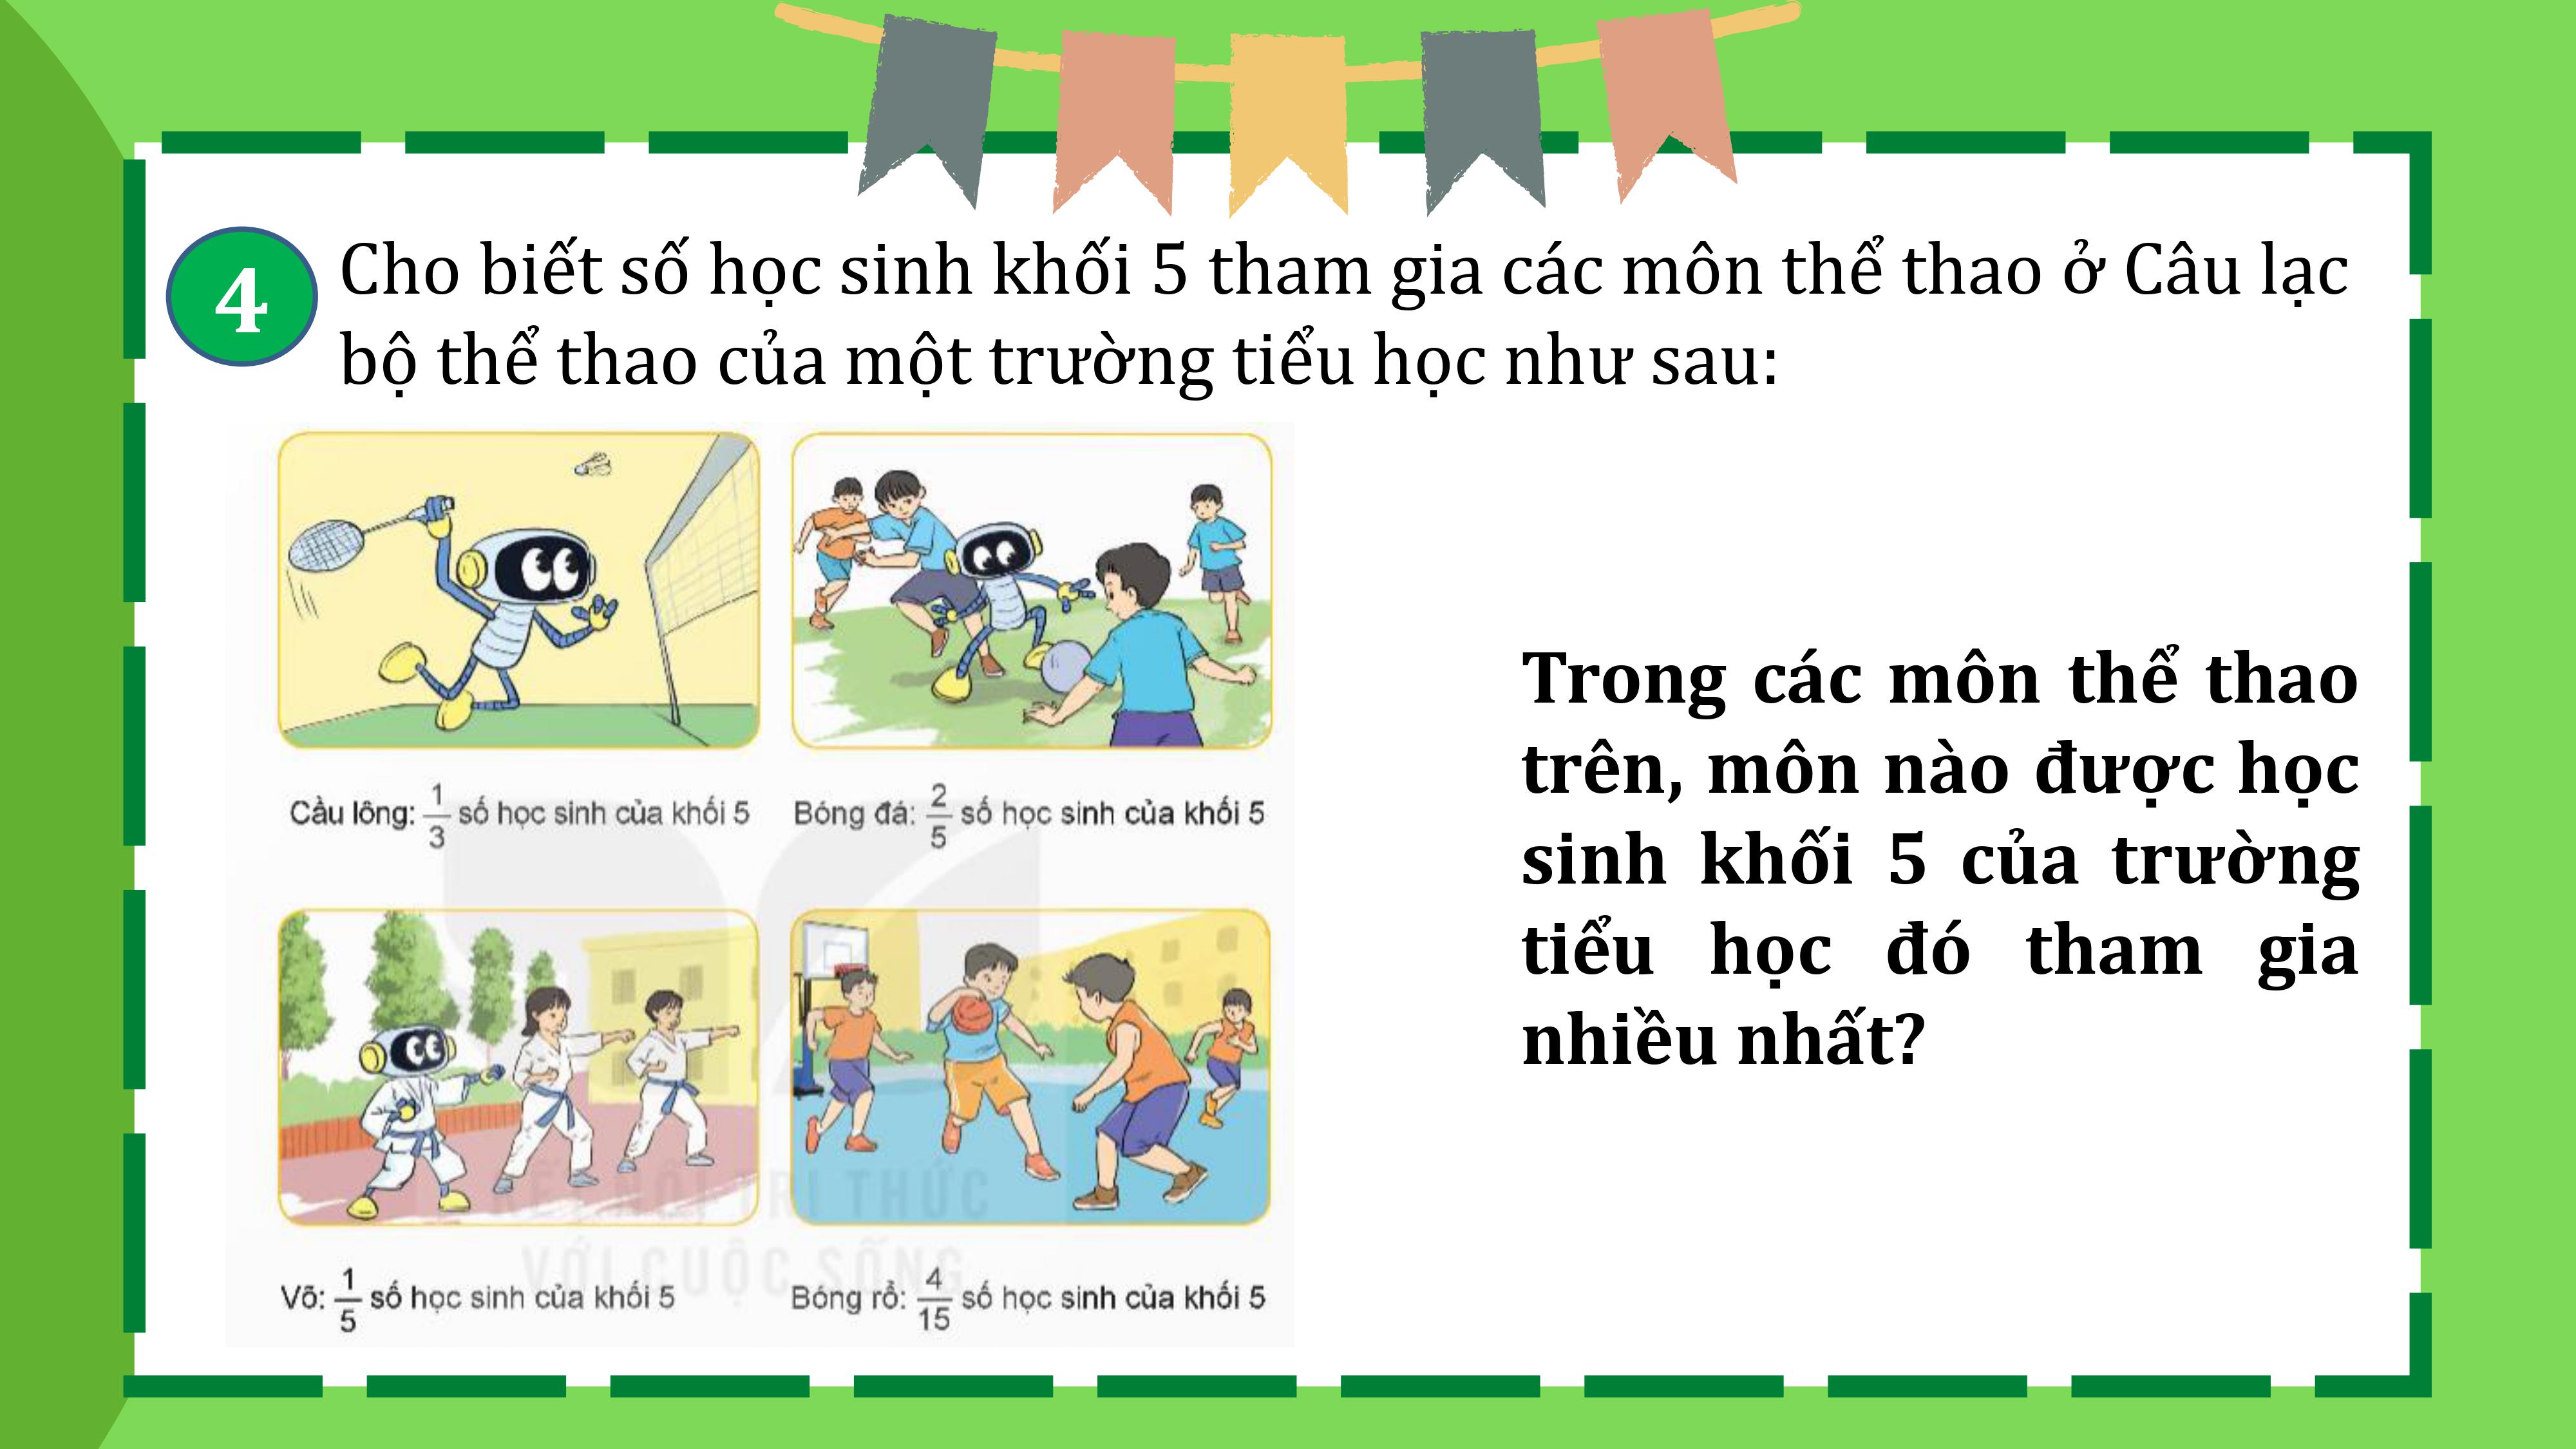 4
Cho biết số học sinh khối 5 tham gia các môn thể thao ở Câu lạc
bộ thể thao của một trường tiểu học như sau:
Cầu lông: 1/3 số học sinh của khối 5
Bóng đá: 2/5 số học sinh của khối 5
Võ: 1/5 số học sinh của khối 5
Bóng rổ: 4/15 số học sinh của khối 5
KẾT NỐI TRI THỨC
VỚI CUỘC SỐNG
Trong các môn thể thao
trên, môn nào được học
sinh khối 5 của trường
tiểu học đó tham gia
nhiều nhất?